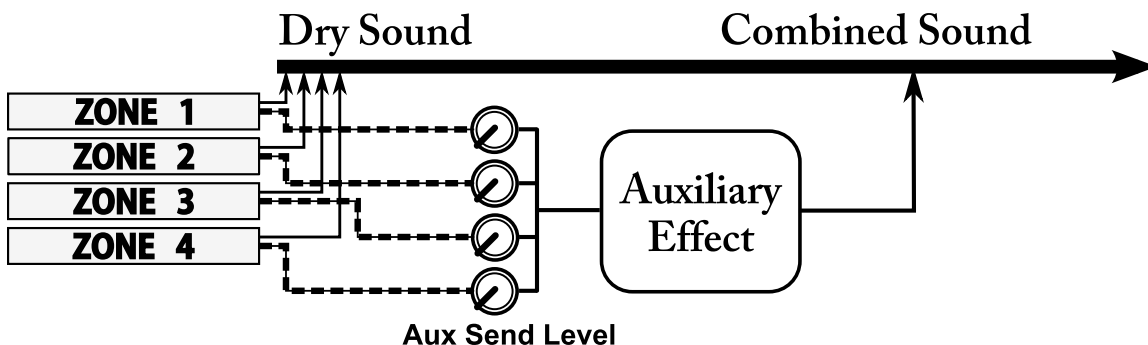 Dry Sound
Combined Sound
ZONE 1
ZONE 2
ZONE 3
ZONE 4
Auxiliary
Effect
Aux Send Level